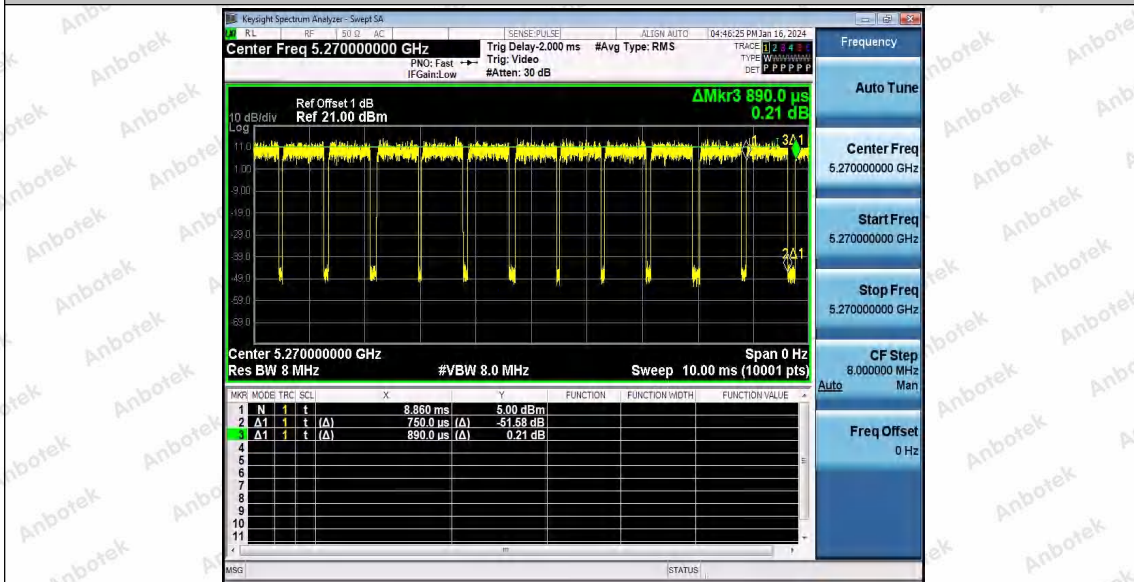 Keysight Spectrum Analyzer - Swept SA
RL RF 50 Ω AC SENSE:PULSE ALIGN AUTO 04:46:25 PM Jan 16, 2024
Center Freq 5.270000000 GHz
PNO: Fast
IFGain:Low
Trig Delay-2.000 ms
Trig: Video
#Atten: 30 dB
#Avg Type: RMS
TRACE 1 2 3 4 5 6
TYPE WWWWWW
DET P P P P P P
Frequency
ΔMkr3 890.0 µs
0.21 dB
Ref Offset 1 dB
10 dB/div Ref 21.00 dBm
Log
11.0
1.00
-9.00
-19.0
-29.0
-39.0
-49.0
-59.0
-69.0
1
3Δ1
2Δ1
Center 5.270000000 GHz Span 0 Hz
Res BW 8 MHz #VBW 8.0 MHz Sweep 10.00 ms (10001 pts)
MKR MODE TRC SCL X Y FUNCTION FUNCTION WIDTH FUNCTION VALUE
1 N 1 t 8.860 ms 5.00 dBm
2 Δ1 1 t (Δ) 750.0 µs (Δ) -51.58 dB
3 Δ1 1 t (Δ) 890.0 µs (Δ) 0.21 dB
4
5
6
7
8
9
10
11
MSG STATUS
Auto Tune
Center Freq
5.270000000 GHz
Start Freq
5.270000000 GHz
Stop Freq
5.270000000 GHz
CF Step
8.000000 MHz
Auto Man
Freq Offset
0 Hz
Anbotek